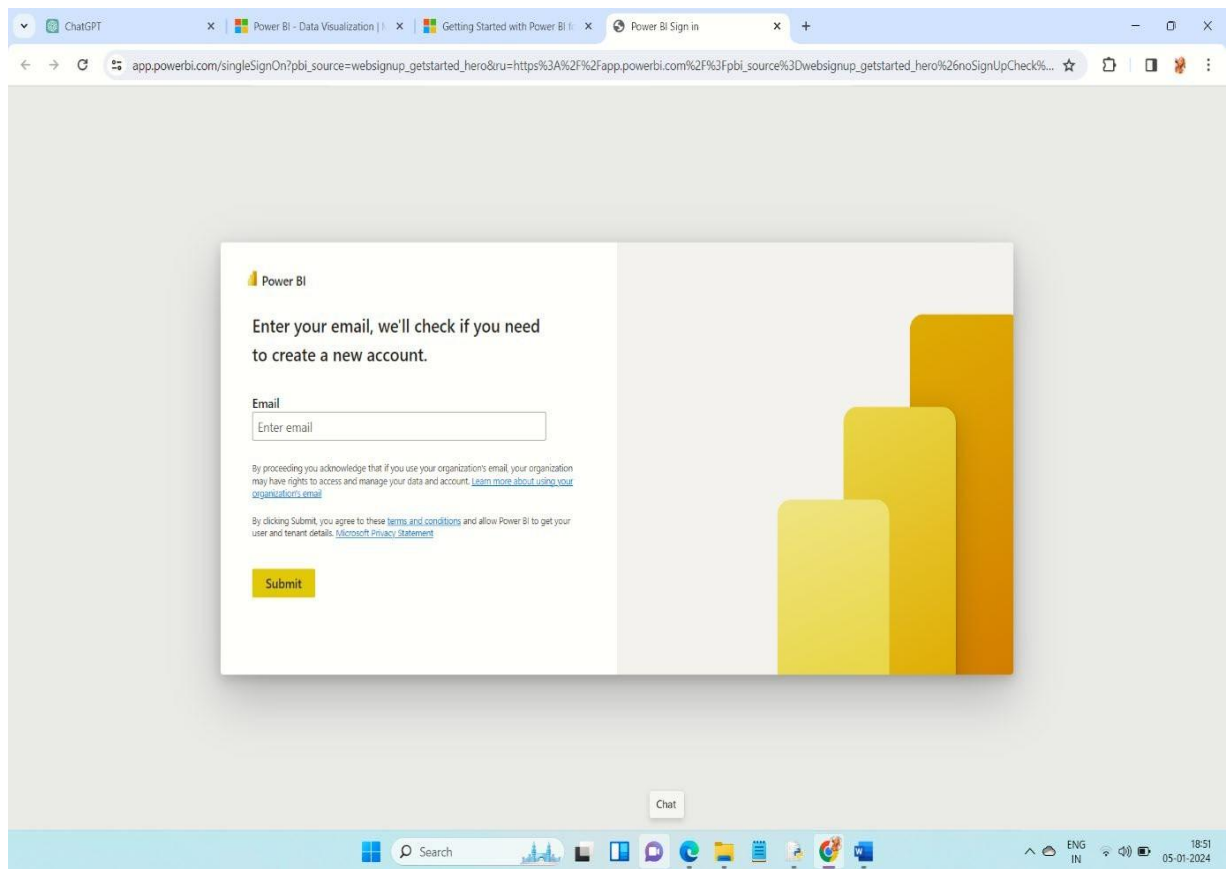 ChatGPT
Power BI - Data Visualization |
Getting Started with Power BI fo
Power BI Sign in
app.powerbi.com/singleSignOn?pbi_source=websignup_getstarted_hero&ru=https%3A%2F%2Fapp.powerbi.com%2F%3Fpbi_source%3Dwebsignup_getstarted_hero%26noSignUpCheck%...
Power BI
Enter your email, we'll check if you need
to create a new account.
Email
Enter email
By proceeding you acknowledge that if you use your organization's email, your organization
may have rights to access and manage your data and account. Learn more about using your
organization's email
By clicking Submit, you agree to these terms and conditions and allow Power BI to get your
user and tenant details. Microsoft Privacy Statement
Submit
Chat
Search
ENG
IN
18:51
05-01-2024